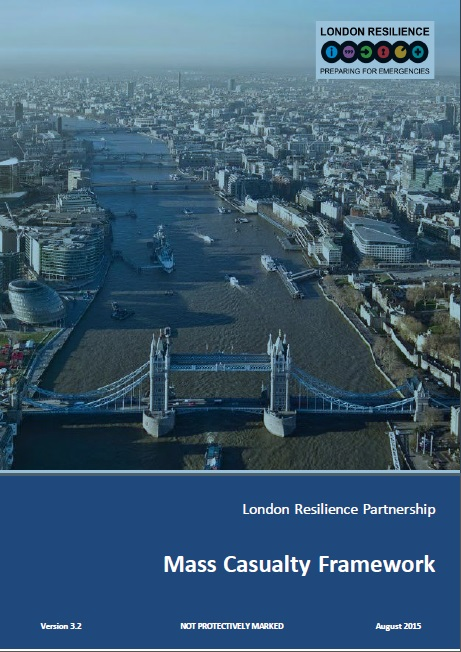 LONDON RESILIENCE
PREPARING FOR EMERGENCIES
London Resilience Partnership
Mass Casualty Framework
Version 3.2 NOT PROTECTIVELY MARKED August 2015